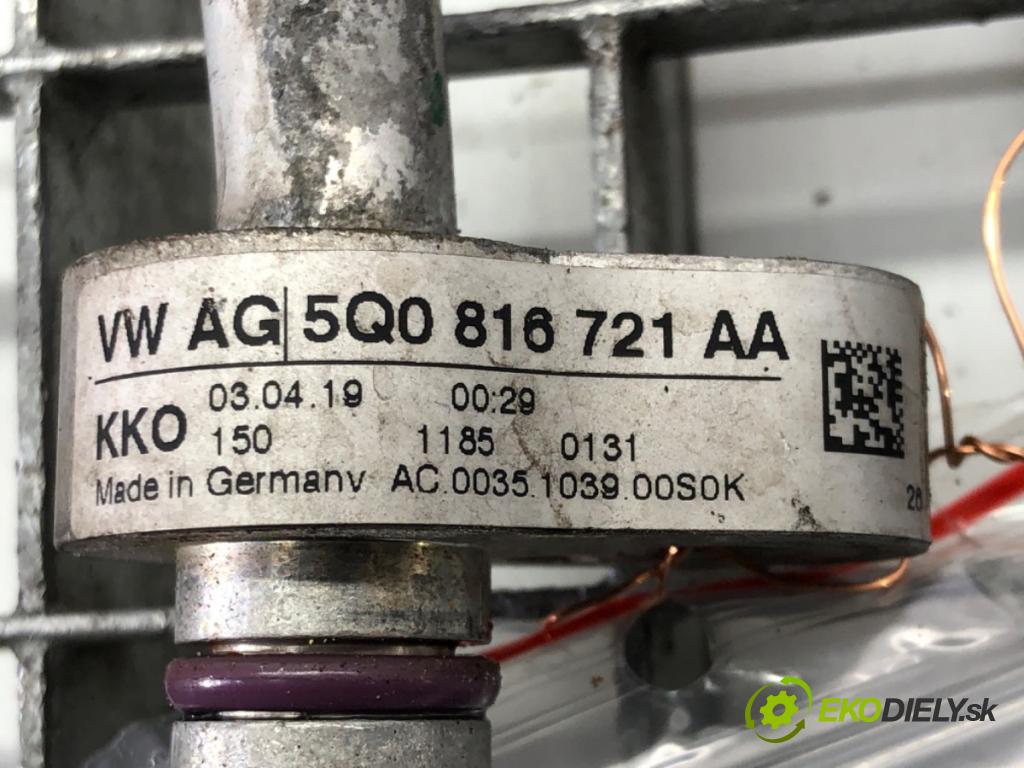 VW AG|5Q0 816 721 AA
KKO 03.04.19 00:29
150 1185 0131
Made in Germany AC.0035.1039.00S0K
EKODIELY.sk